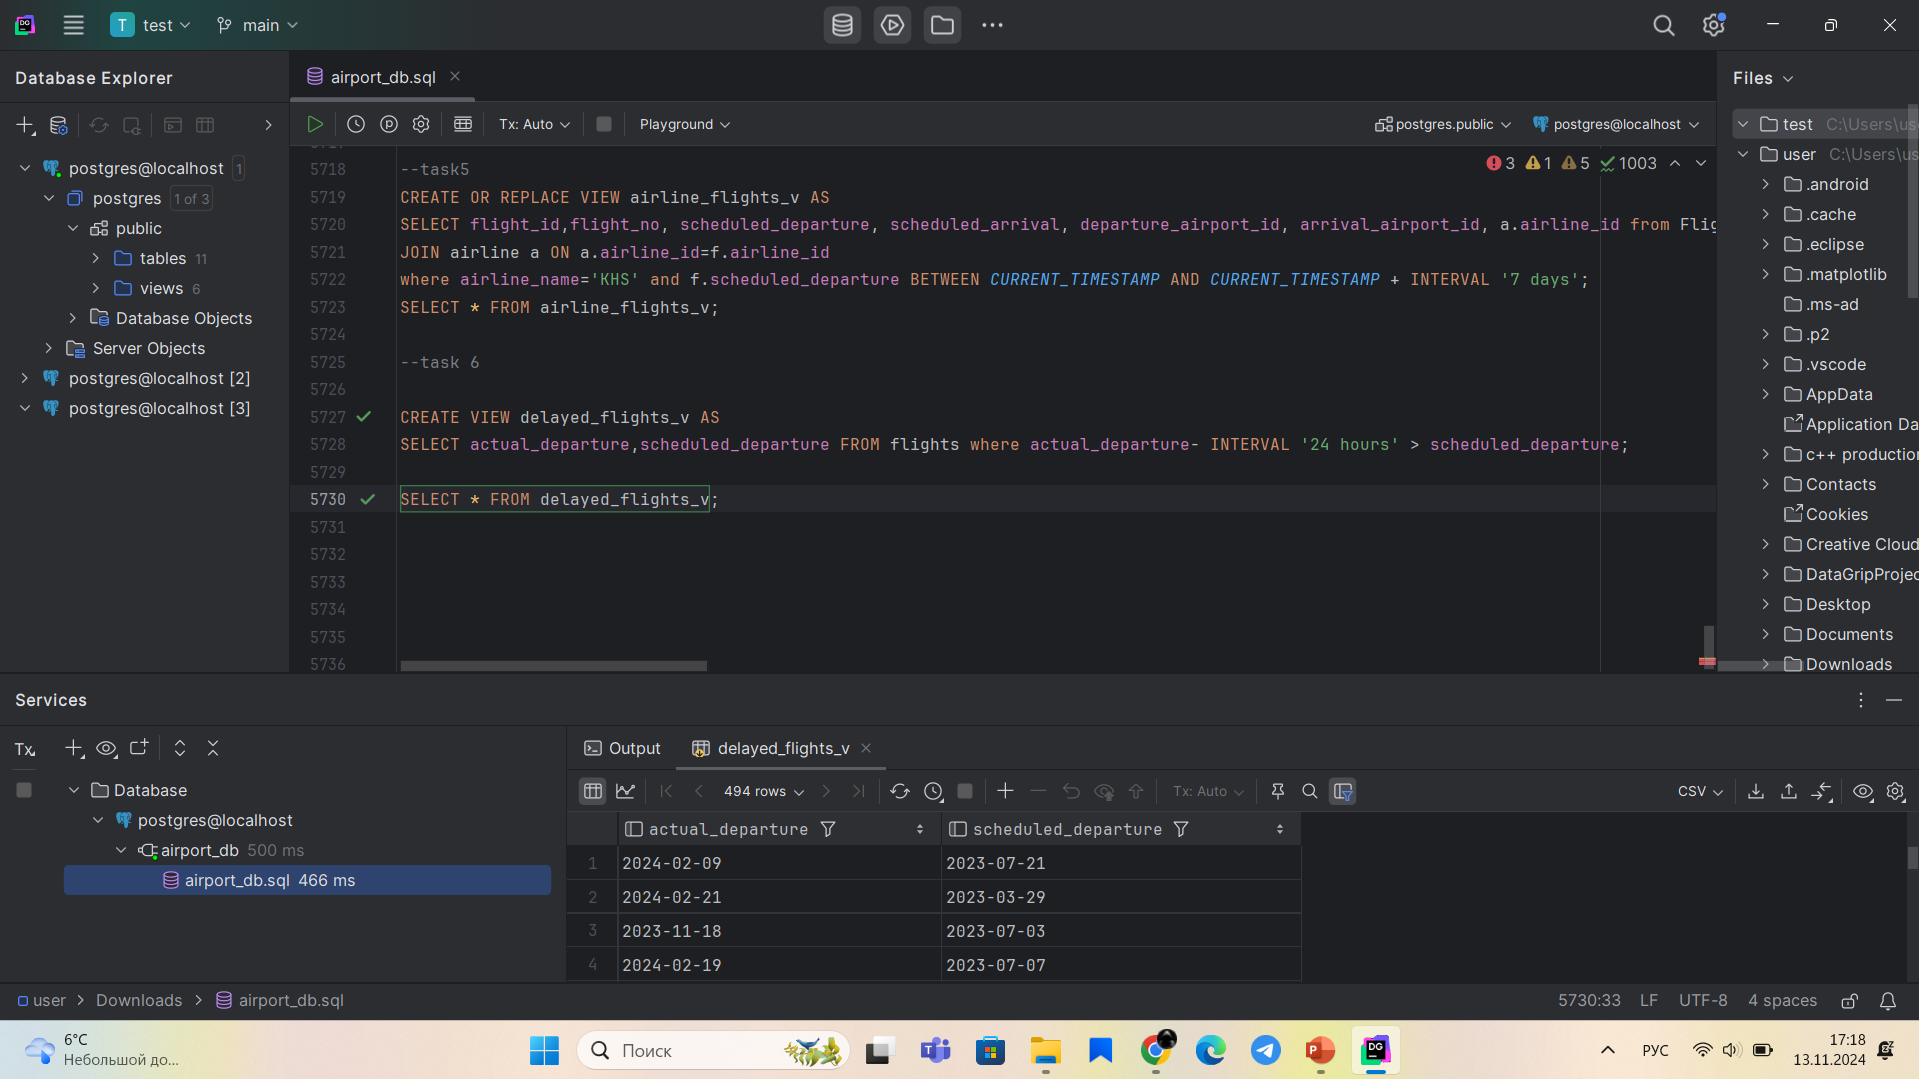 T test main
Database Explorer
airport_db.sql
Files
Tx: Auto Playground postgres.public postgres@localhost
test C:\Users\us
user C:\Users\us
.android
.cache
.eclipse
.matplotlib
.ms-ad
.p2
.vscode
AppData
Application Da
c++ production
Contacts
Cookies
Creative Cloud
DataGripProjec
Desktop
Documents
Downloads
postgres@localhost 1
postgres 1 of 3
public
tables 11
views 6
Database Objects
Server Objects
postgres@localhost [2]
postgres@localhost [3]
3 1 5 1003
5718 --task5
5719 CREATE OR REPLACE VIEW airline_flights_v AS
5720 SELECT flight_id,flight_no, scheduled_departure, scheduled_arrival, departure_airport_id, arrival_airport_id, a.airline_id from Flig
5721 JOIN airline a ON a.airline_id=f.airline_id
5722 where airline_name='KHS' and f.scheduled_departure BETWEEN CURRENT_TIMESTAMP AND CURRENT_TIMESTAMP + INTERVAL '7 days';
5723 SELECT * FROM airline_flights_v;
5724
5725 --task 6
5726
5727 CREATE VIEW delayed_flights_v AS
5728 SELECT actual_departure,scheduled_departure FROM flights where actual_departure- INTERVAL '24 hours' > scheduled_departure;
5729
5730 SELECT * FROM delayed_flights_v;
5731
5732
5733
5734
5735
5736
Services
Tx
Database
postgres@localhost
airport_db 500 ms
airport_db.sql 466 ms
Output delayed_flights_v
494 rows Tx: Auto CSV
actual_departure scheduled_departure
1 2024-02-09 2023-07-21
2 2024-02-21 2023-03-29
3 2023-11-18 2023-07-03
4 2024-02-19 2023-07-07
user > Downloads > airport_db.sql
5730:33 LF UTF-8 4 spaces
6°C
Небольшой до...
Поиск
РУС
17:18
13.11.2024